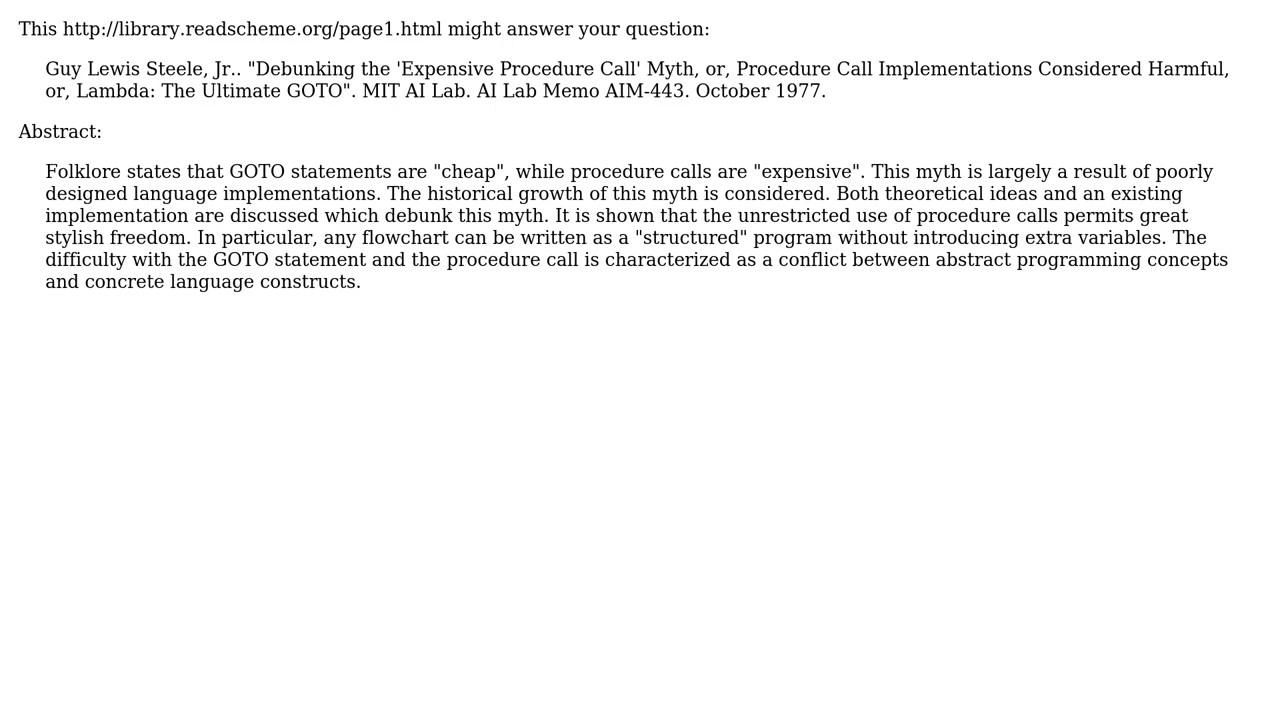 This http://library.readscheme.org/page1.html might answer your question:
Guy Lewis Steele, Jr.. "Debunking the 'Expensive Procedure Call' Myth, or, Procedure Call Implementations Considered Harmful,
or, Lambda: The Ultimate GOTO". MIT AI Lab. AI Lab Memo AIM-443. October 1977.
Abstract:
Folklore states that GOTO statements are "cheap", while procedure calls are "expensive". This myth is largely a result of poorly
designed language implementations. The historical growth of this myth is considered. Both theoretical ideas and an existing
implementation are discussed which debunk this myth. It is shown that the unrestricted use of procedure calls permits great
stylish freedom. In particular, any flowchart can be written as a "structured" program without introducing extra variables. The
difficulty with the GOTO statement and the procedure call is characterized as a conflict between abstract programming concepts
and concrete language constructs.